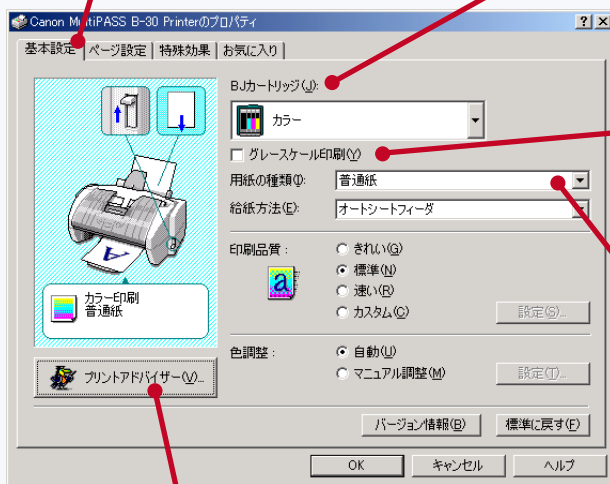 Canon MultiPASS B-30 Printerのプロパティ
基本設定 ページ設定 特殊効果 お気に入り
BJカートリッジ(J):
カラー
グレースケール印刷(Y)
用紙の種類(I): 普通紙
給紙方法(E): オートシートフィーダ
印刷品質: きれい(G)
標準(N)
速い(R)
カスタム(C) 設定(S)...
a
A
カラー印刷
普通紙
色調整: 自動(U)
マニュアル調整(M) 設定(T)...
プリントアドバイザー(V)...
バージョン情報(B) 標準に戻す(F)
OK キャンセル ヘルプ